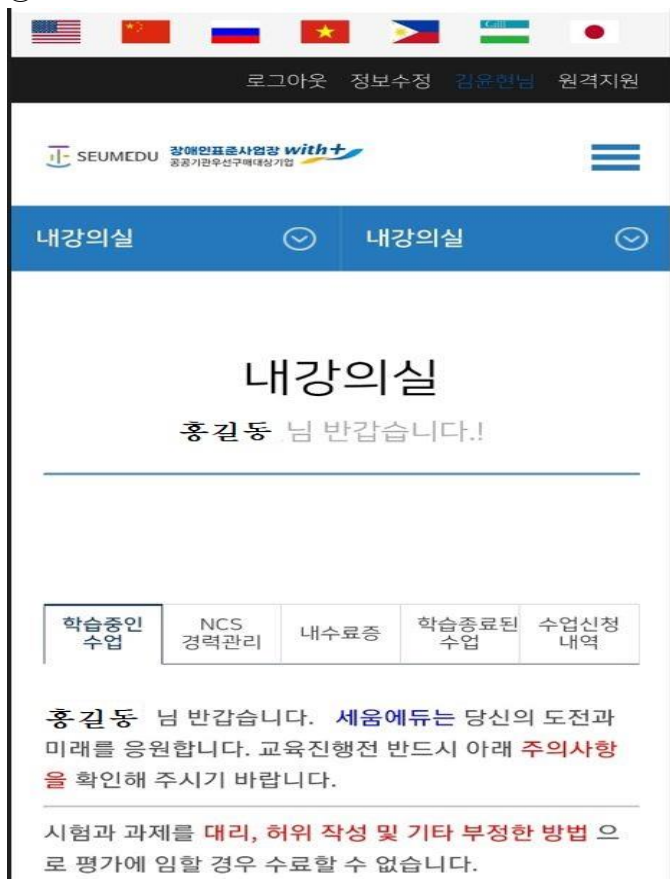 로그아웃 정보수정 김윤현님 원격지원
SEUMEDU 장애인표준사업장 with+
공공기관우선구매대상기업
내강의실 내강의실
내강의실
홍길동 님 반갑습니다.!
학습중인 수업
NCS 경력관리
내수료증
학습종료된 수업
수업신청 내역
홍길동 님 반갑습니다. 세움에듀는 당신의 도전과
미래를 응원합니다. 교육진행전 반드시 아래 주의사항
을 확인해 주시기 바랍니다.
시험과 과제를 대리, 허위 작성 및 기타 부정한 방법 으
로 평가에 임할 경우 수료할 수 없습니다.